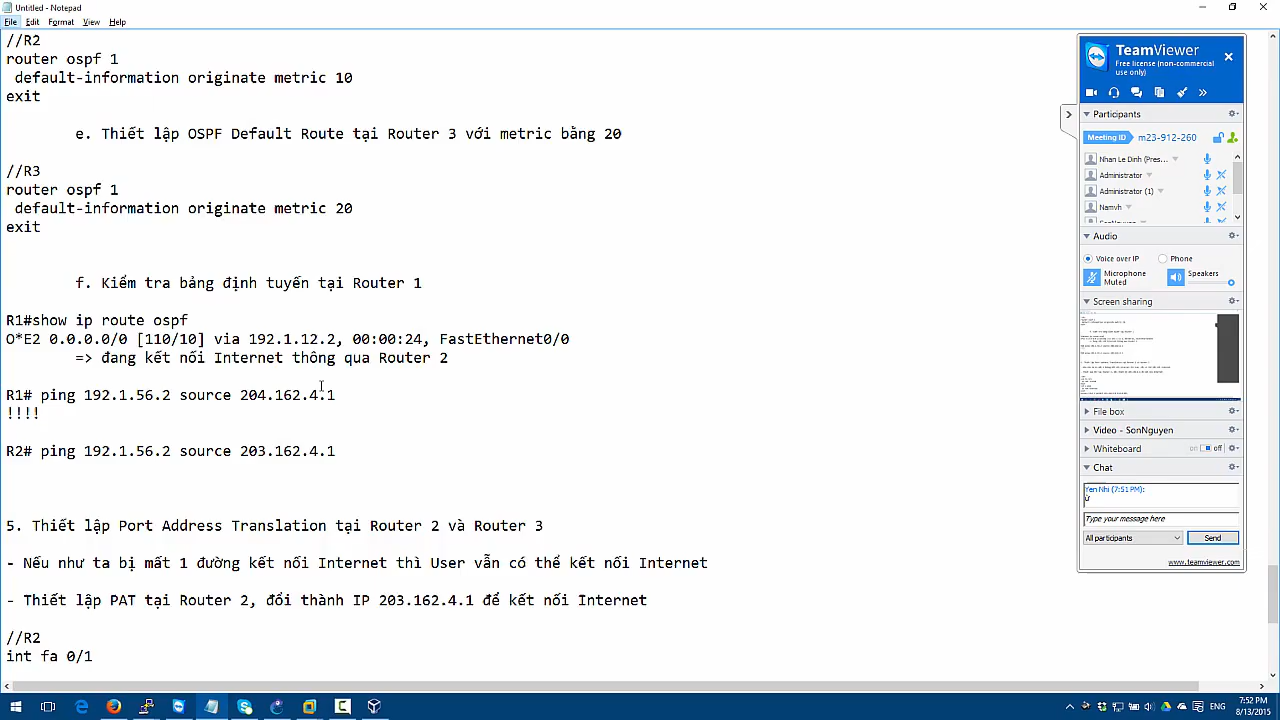 Untitled - Notepad
File Edit Format View Help
//R2
router ospf 1
default-information originate metric 10
exit
e. Thiết lập OSPF Default Route tại Router 3 với metric bằng 20
//R3
router ospf 1
default-information originate metric 20
exit
f. Kiểm tra bảng định tuyến tại Router 1
R1#show ip route ospf
O*E2 0.0.0.0/0 [110/10] via 192.1.12.2, 00:00:24, FastEthernet0/0
=> đang kết nối Internet thông qua Router 2
R1# ping 192.1.56.2 source 204.162.4.1
!!!!
R2# ping 192.1.56.2 source 203.162.4.1
5. Thiết lập Port Address Translation tại Router 2 và Router 3
- Nếu như ta bị mất 1 đường kết nối Internet thì User vẫn có thể kết nối Internet
- Thiết lập PAT tại Router 2, đổi thành IP 203.162.4.1 để kết nối Internet
//R2
int fa 0/1
TeamViewer
Free license (non-commercial
use only)
Participants
Meeting ID m23-912-260
Nhan Le Dinh (Pres...
Administrator
Administrator (1)
Namvh
SonNguyen
Audio
Voice over IP Phone
Microphone
Muted
Speakers
Screen sharing
File box
Video - SonNguyen
Whiteboard on off
Chat
Yen Nhi (7:51 PM):
ừ
Type your message here
All participants Send
www.teamviewer.com
ENG
7:52 PM
8/13/2015